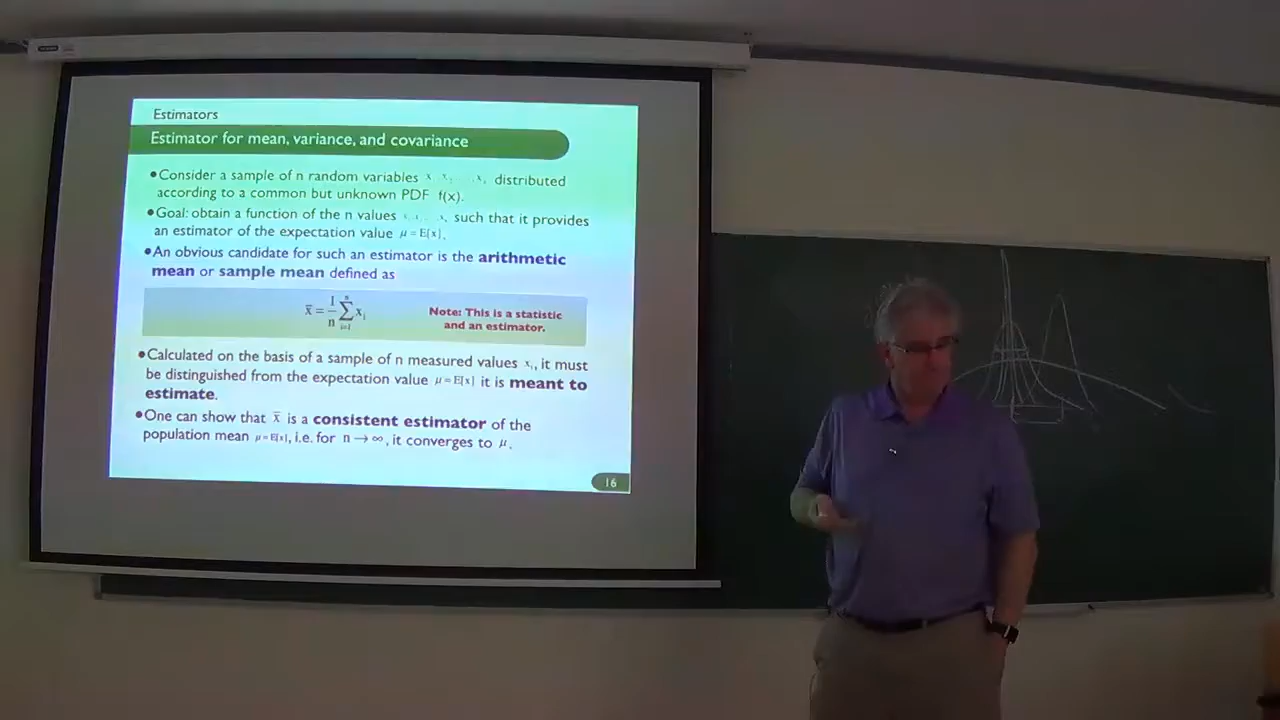 Estimators
Estimator for mean, variance, and covariance
•Consider a sample of n random variables distributed
according to a common but unknown PDF f(x).
•Goal: obtain a function of the n values such that it provides
an estimator of the expectation value μ = E[x].
•An obvious candidate for such an estimator is the arithmetic
mean or sample mean defined as
x̄ = 1/n ∑ᵢ₌₁ⁿ xᵢ
Note: This is a statistic
and an estimator.
•Calculated on the basis of a sample of n measured values xᵢ, it must
be distinguished from the expectation value μ = E[x] it is meant to
estimate.
•One can show that x̄ is a consistent estimator of the
population mean μ = E[x], i.e. for n → ∞, it converges to μ.
16